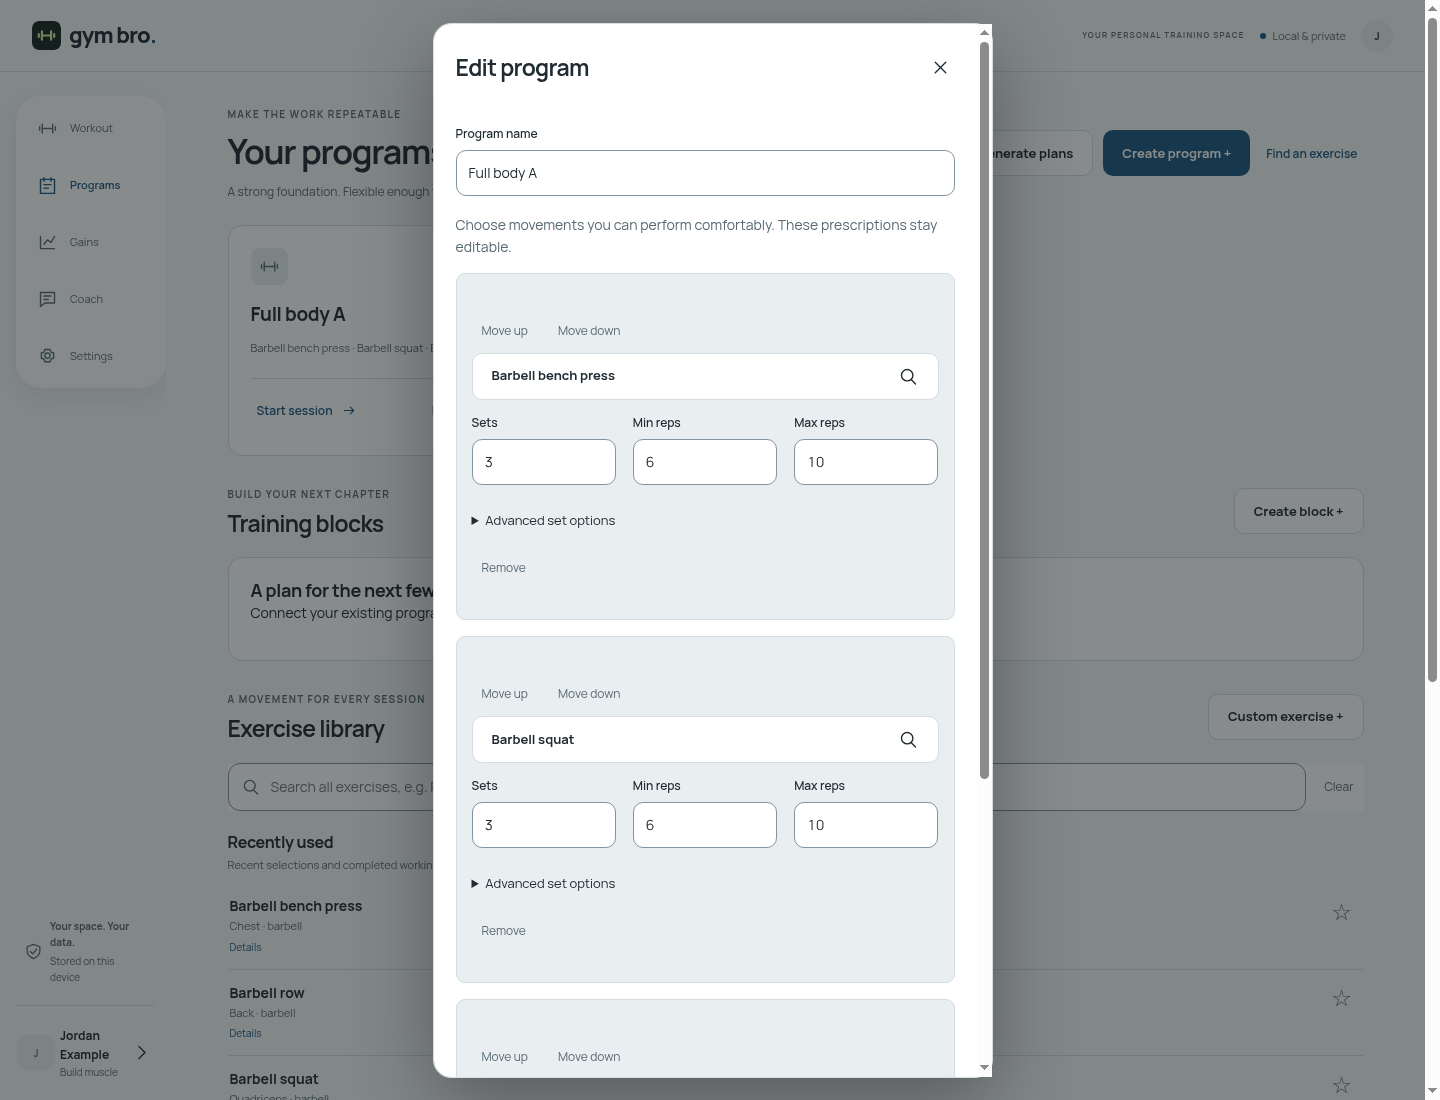 gym bro.
YOUR PERSONAL TRAINING SPACE
Local & private
J
Workout
Programs
Gains
Coach
Settings
Your space. Your
data.
Stored on this
device
J
Jordan
Example
Build muscle
MAKE THE WORK REPEATABLE
Your programs
A strong foundation. Flexible enough
plans
Create program +
Find an exercise
Full body A
Barbell bench press · Barbell squat ·
Start session
BUILD YOUR NEXT CHAPTER
Training blocks
Create block +
A plan for the next few
Connect your existing
A MOVEMENT FOR EVERY SESSION
Exercise library
Custom exercise +
Search all exercises, e.g.
Clear
Recently used
Recent selections and completed
Barbell bench press
Chest · barbell
Details
Barbell row
Back · barbell
Details
Barbell squat
Quadriceps · barbell
Edit program
Program name
Full body A
Choose movements you can perform comfortably. These prescriptions stay
editable.
Move up Move down
Barbell bench press
Sets Min reps Max reps
3 6 10
Advanced set options
Remove
Move up Move down
Barbell squat
Sets Min reps Max reps
3 6 10
Advanced set options
Remove
Move up Move down